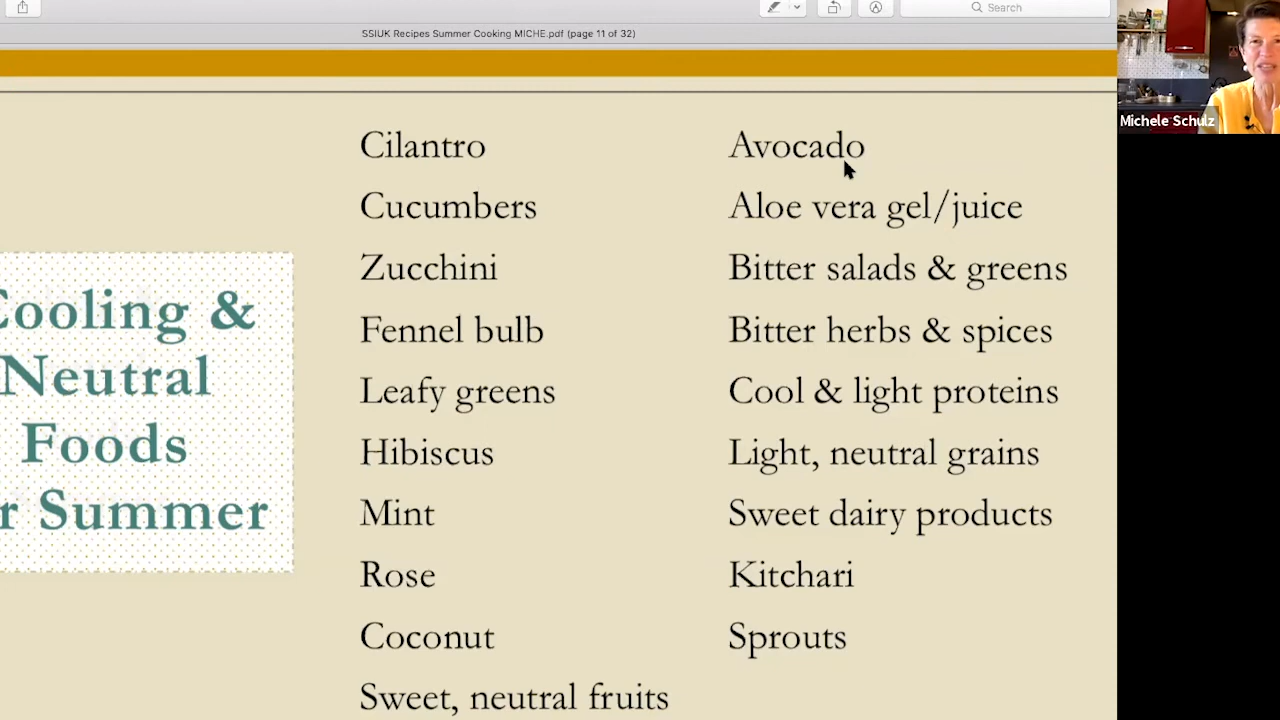 Search
SSIUK Recipes Summer Cooking MICHE.pdf (page 11 of 32)
Michele Schulz
Cooling &
Neutral
Foods
r Summer
Cilantro
Cucumbers
Zucchini
Fennel bulb
Leafy greens
Hibiscus
Mint
Rose
Coconut
Sweet, neutral fruits
Avocado
Aloe vera gel/juice
Bitter salads & greens
Bitter herbs & spices
Cool & light proteins
Light, neutral grains
Sweet dairy products
Kitchari
Sprouts